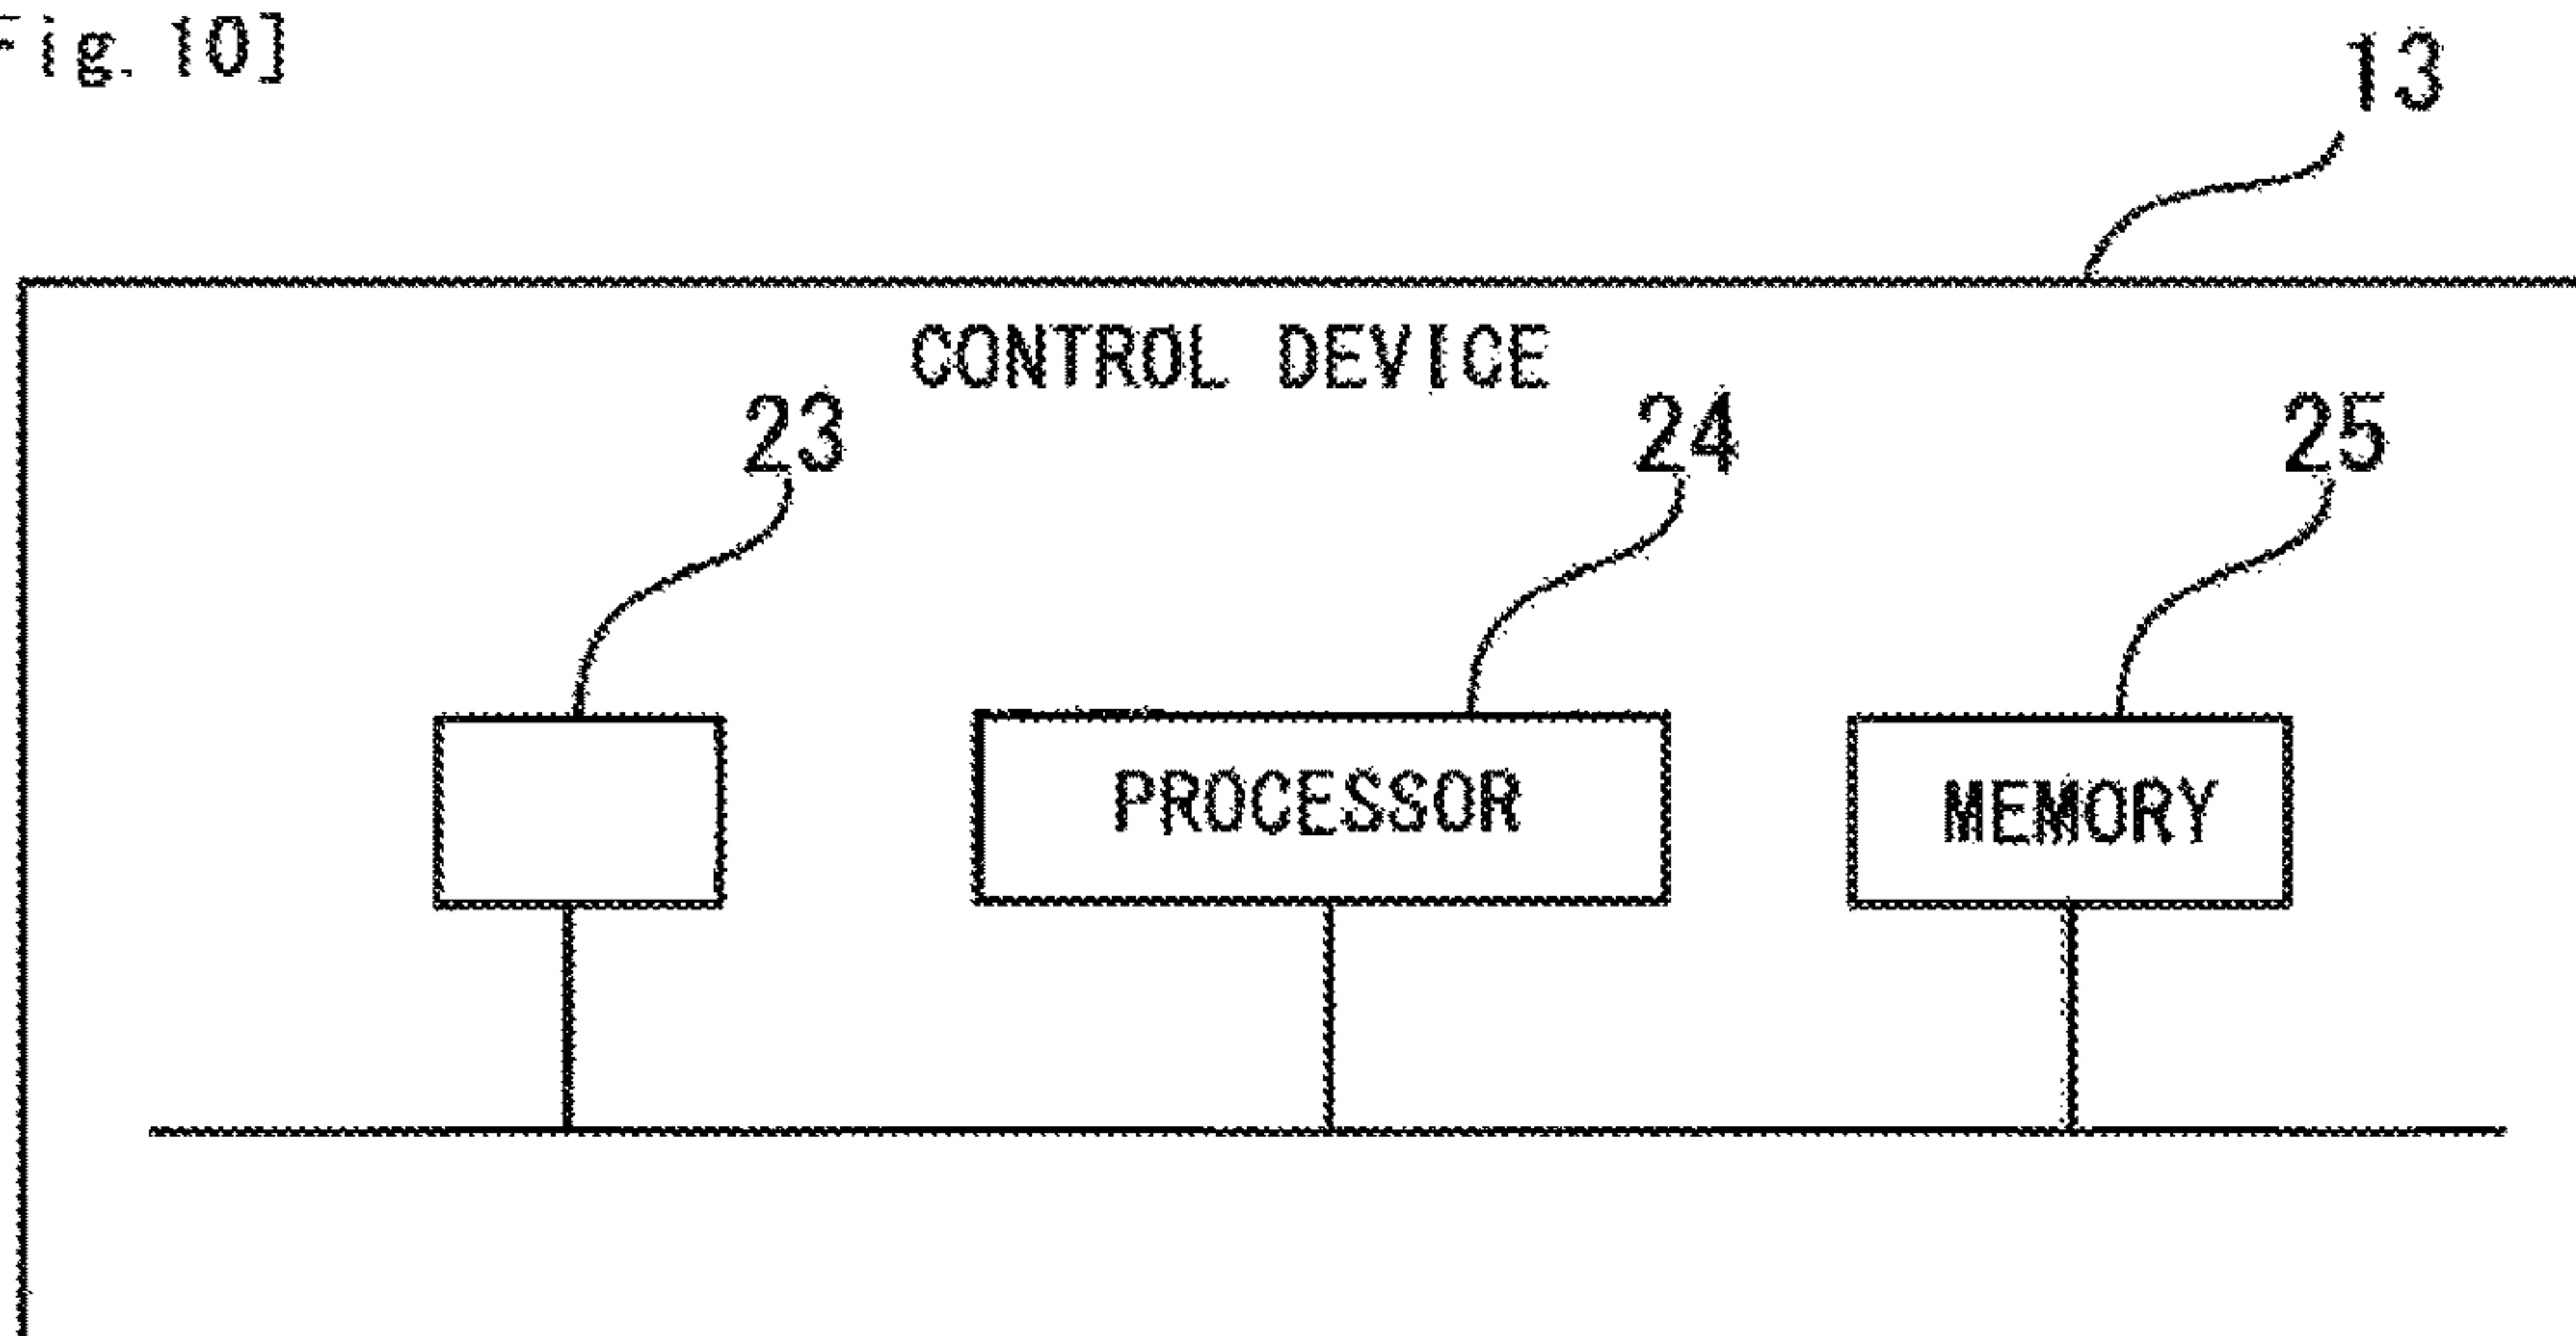 Fig. 10]
13
CONTROL DEVICE
23 24 25
PROCESSOR MEMORY